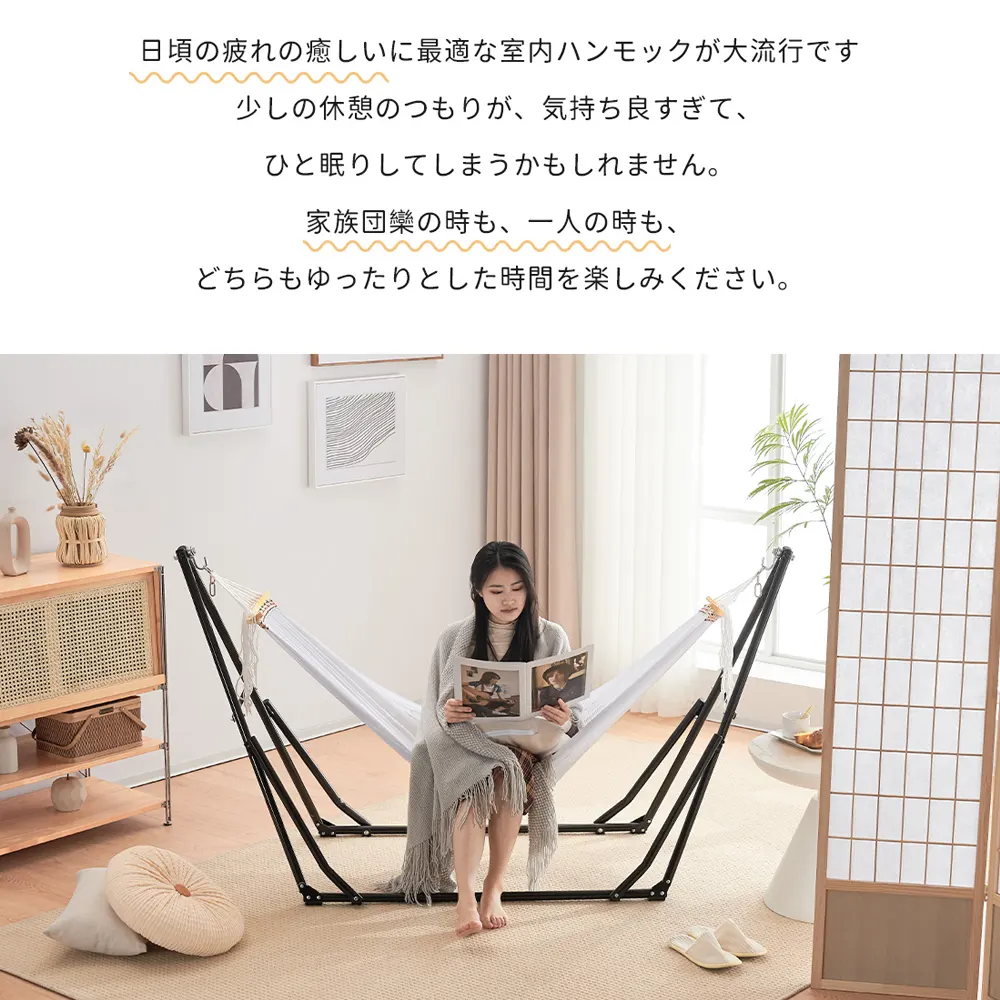 日頃の疲れの癒しいに最適な室内ハンモックが大流行です
少しの休憩のつもりが、気持ち良すぎて、
ひと眠りしてしまうかもしれません。
家族団欒の時も、一人の時も、
どちらもゆったりとした時間を楽しみください。